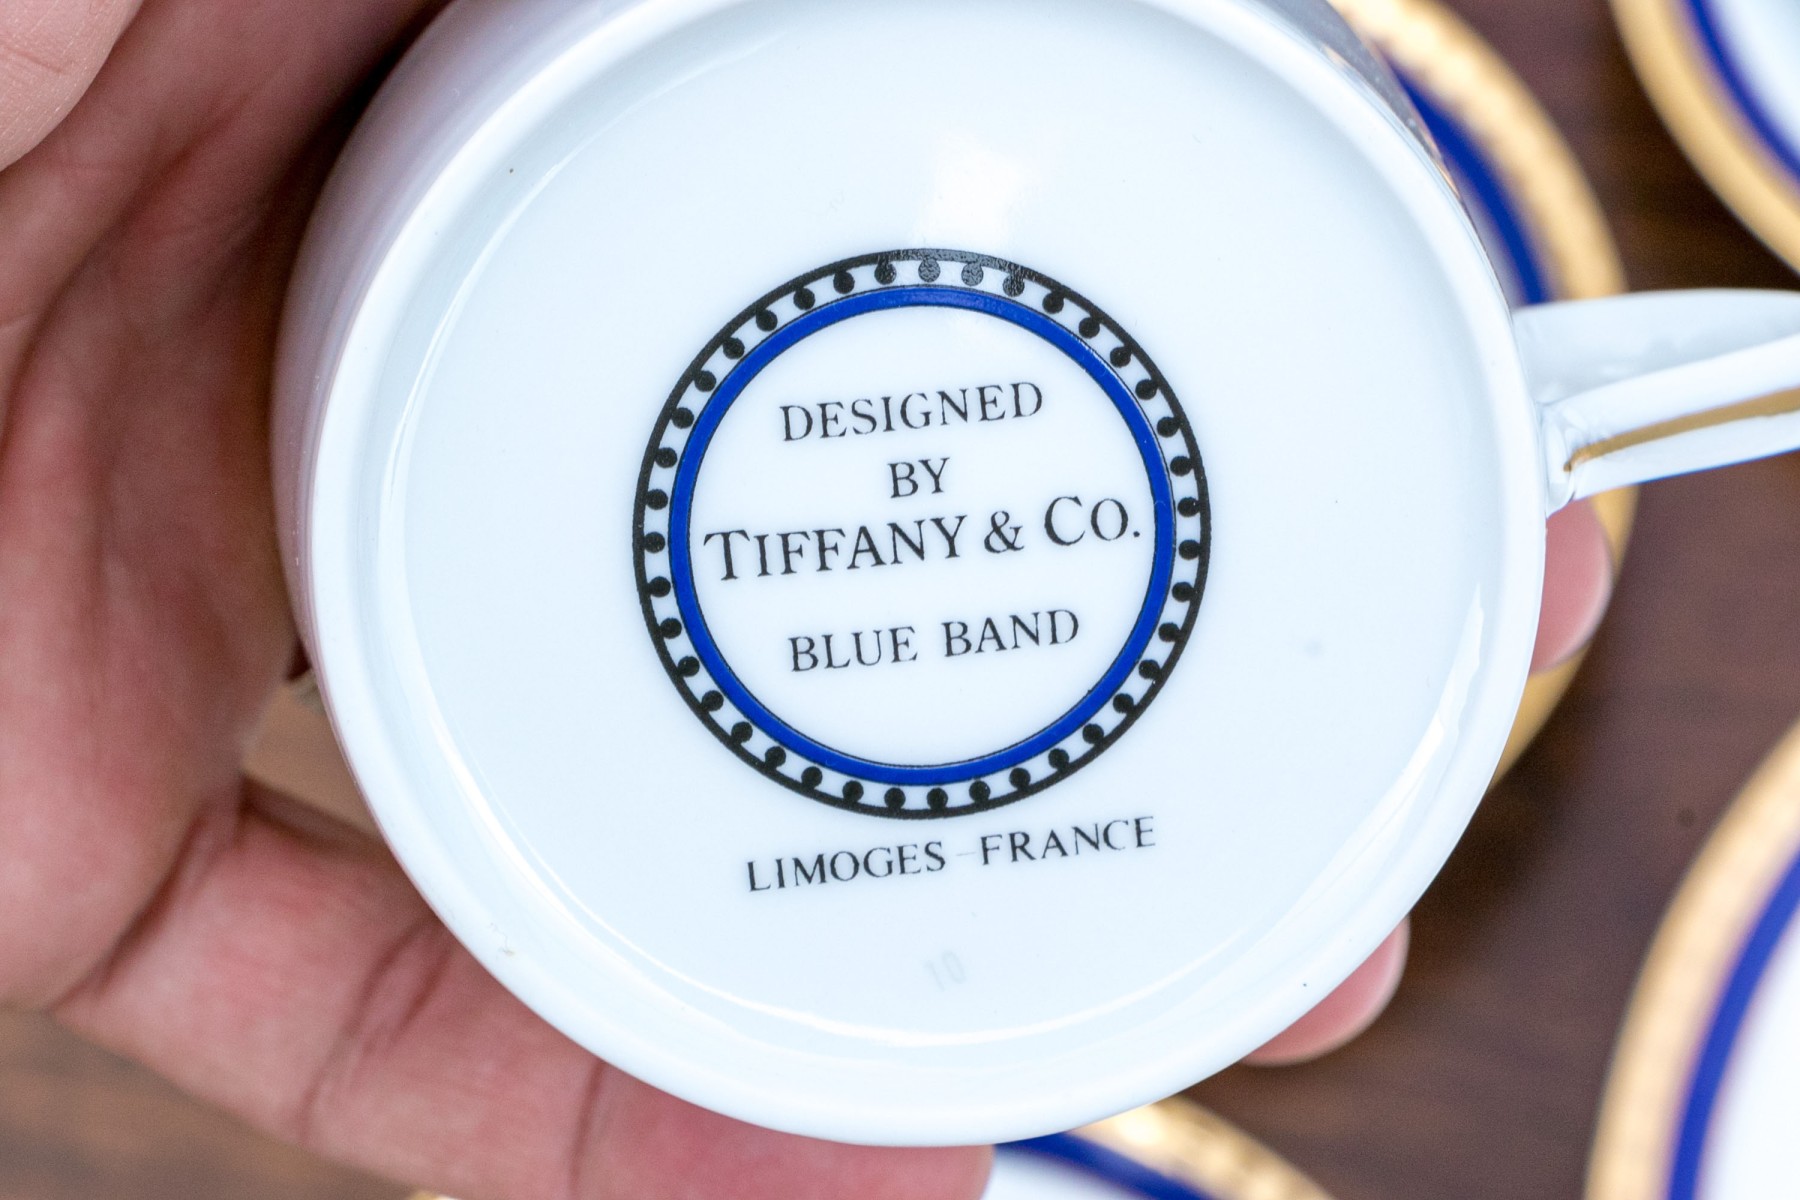 DESIGNED
BY
TIFFANY & CO.
BLUE BAND
LIMOGES-FRANCE
10